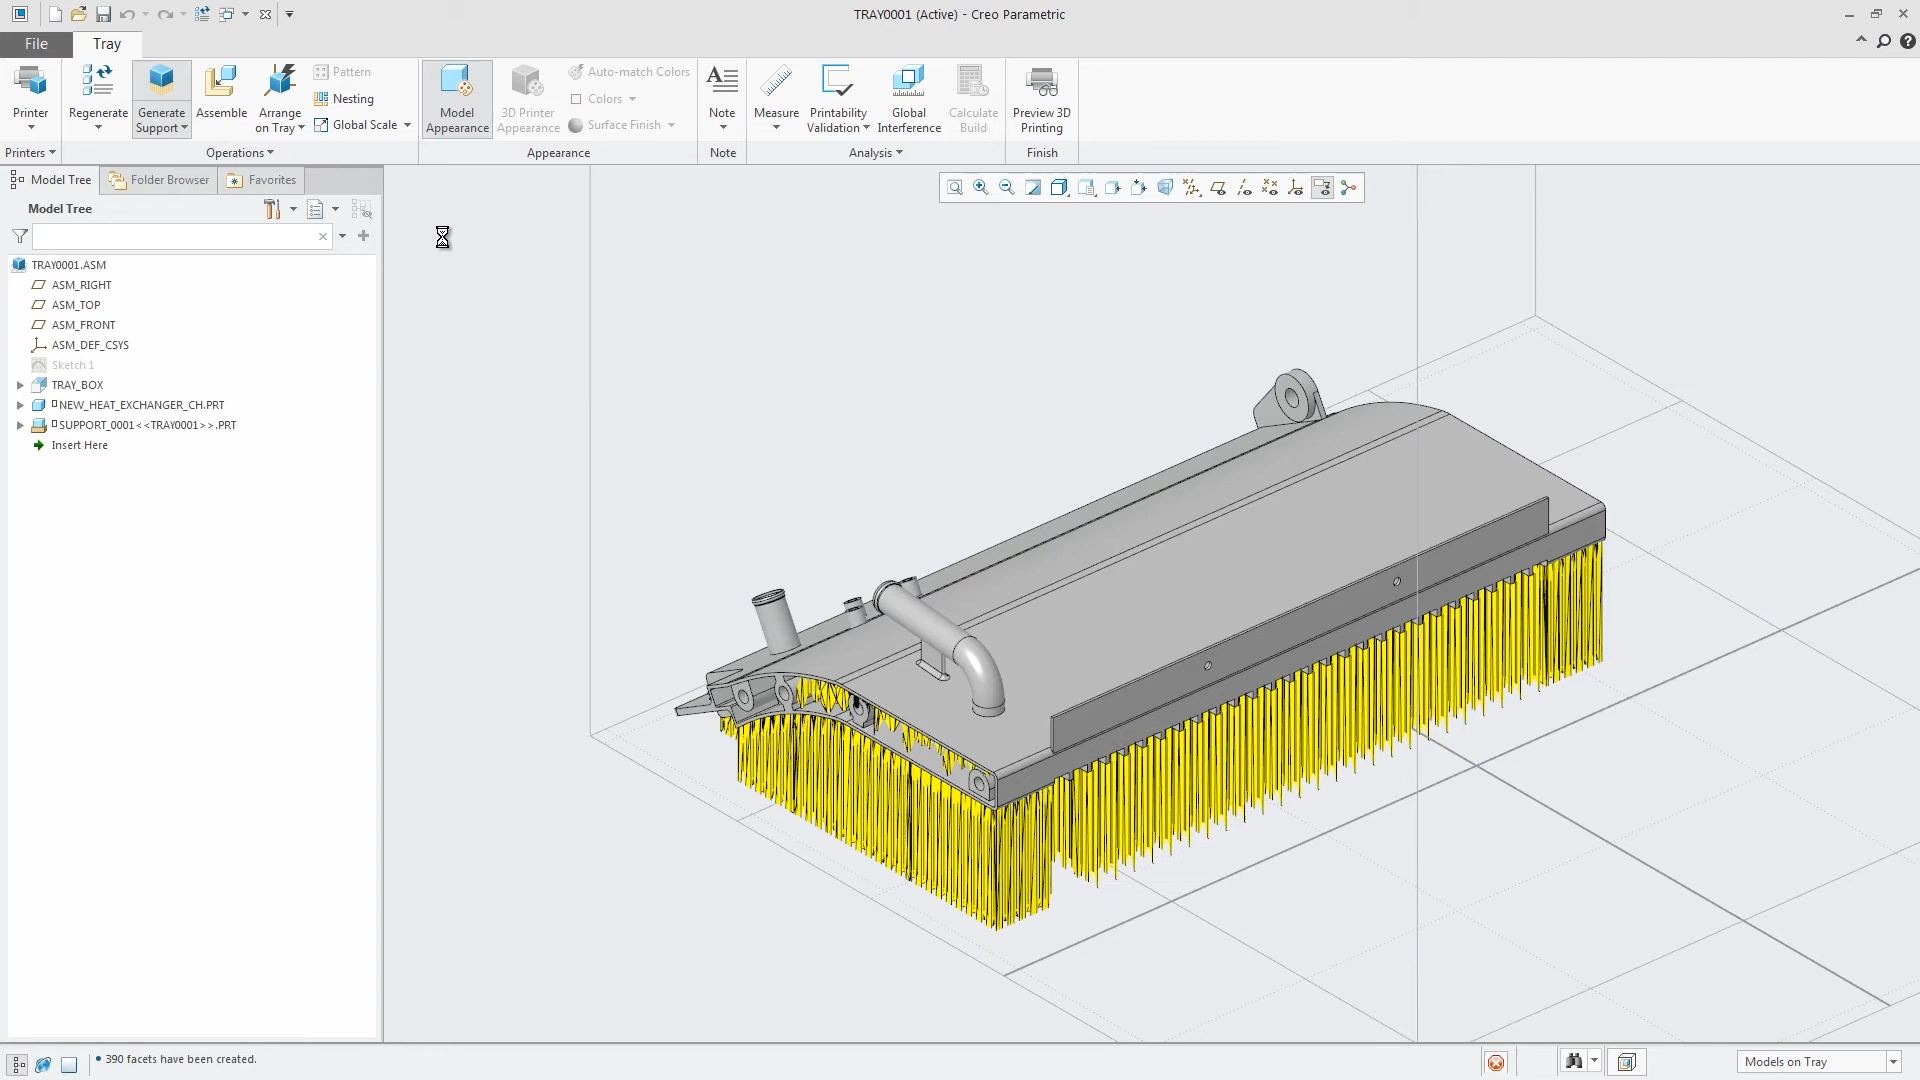 TRAY0001 (Active) - Creo Parametric
File
Tray
Printer
Regenerate
Generate Support
Assemble
Arrange on Tray
Pattern
Nesting
Global Scale
Model Appearance
3D Printer Appearance
Auto-match Colors
Colors
Surface Finish
Note
Measure
Printability Validation
Global Interference
Calculate Build
Preview 3D Printing
Printers
Operations
Appearance
Note
Analysis
Finish
Model Tree
Folder Browser
Favorites
Model Tree
TRAY0001.ASM
ASM_RIGHT
ASM_TOP
ASM_FRONT
ASM_DEF_CSYS
Sketch 1
TRAY_BOX
NEW_HEAT_EXCHANGER_CH.PRT
SUPPORT_0001<<TRAY0001>>.PRT
Insert Here
• 390 facets have been created.
Models on Tray